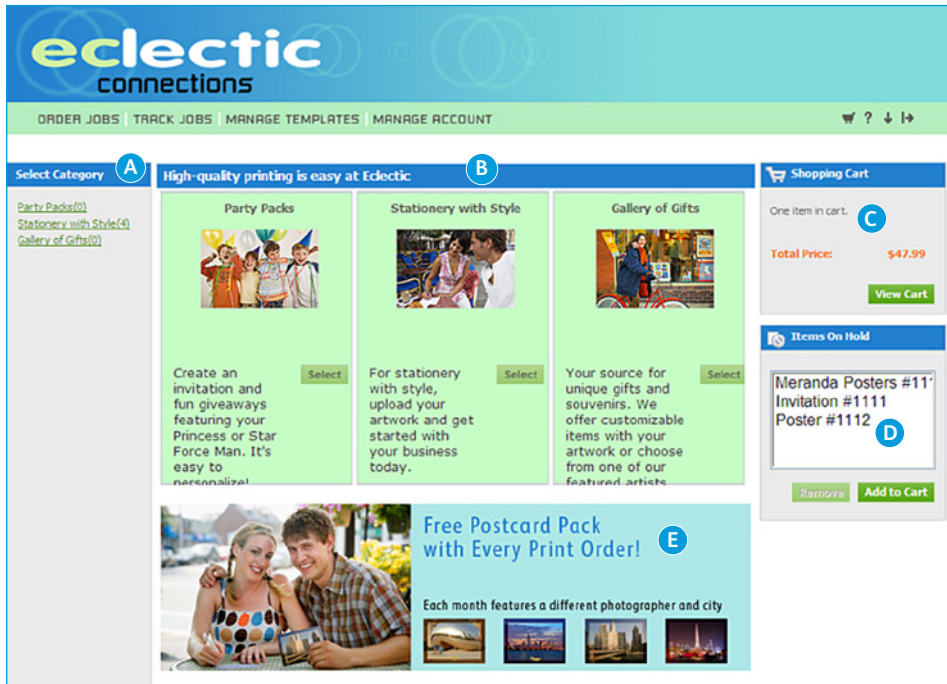 eclectic
connections
ORDER JOBS | TRACK JOBS | MANAGE TEMPLATES | MANAGE ACCOUNT
?
Select Category
A
Party Packs(0)
Stationery with Style(4)
Gallery of Gifts(0)
High-quality printing is easy at Eclectic
B
Party Packs
Create an
invitation and
fun giveaways
featuring your
Princess or Star
Force Man. It's
easy to
personalize!
Select
Stationery with Style
For stationery
with style,
upload your
artwork and get
started with
your business
today.
Select
Gallery of Gifts
Your source for
unique gifts and
souvenirs. We
offer customizable
items with your
artwork or choose
from one of our
featured artists
Select
Free Postcard Pack
with Every Print Order!
E
Each month features a different photographer and city
Shopping Cart
One item in cart.
C
Total Price: $47.99
View Cart
Items On Hold
Meranda Posters #11
Invitation #1111
Poster #1112
D
Remove
Add to Cart